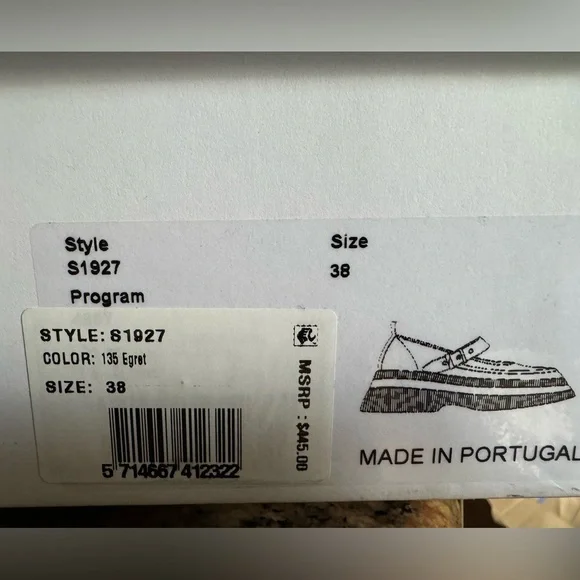 Style
S1927
Size
38
Program
STYLE: S1927
COLOR: 135 Egret
SIZE: 38
MSRP : $445.00
5 714667 412322
MADE IN PORTUGAL